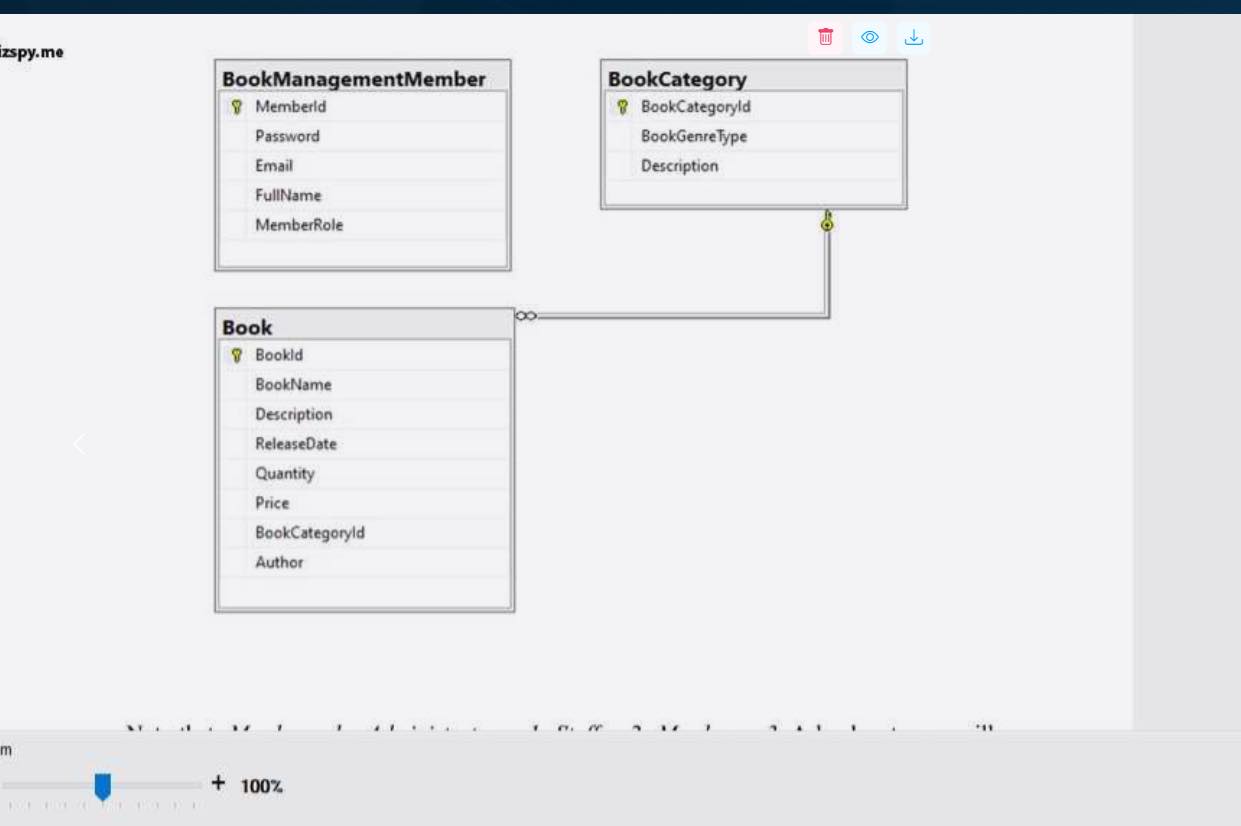 izspy.me
BookManagementMember
MemberId
Password
Email
FullName
MemberRole
BookCategory
BookCategoryId
BookGenreType
Description
Book
BookId
BookName
Description
ReleaseDate
Quantity
Price
BookCategoryId
Author
m
+ 100%